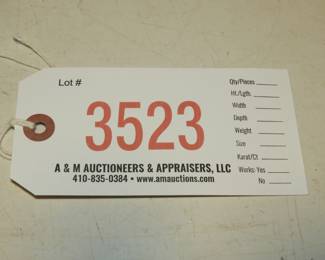 Lot #
3523
A & M AUCTIONEERS & APPRAISERS, LLC
410-835-0384 • www.amauctions.com
Qty/Pieces
Ht./Lgth.
Width
Depth
Weight
Size
Karat/Ct
Works: Yes
No